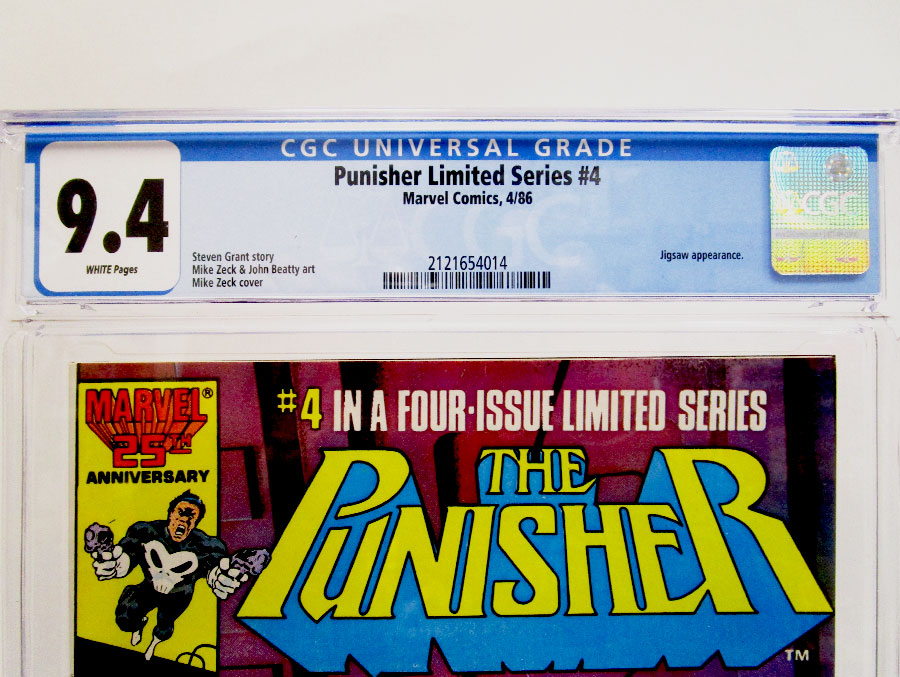 CGC UNIVERSAL GRADE
9.4
WHITE Pages
Punisher Limited Series #4
Marvel Comics, 4/86
Steven Grant story
Mike Zeck & John Beatty art
Mike Zeck cover
2121654014
Jigsaw appearance.
CGC
CGC
MARVEL®
25TH
ANNIVERSARY
#4 IN A FOUR-ISSUE LIMITED SERIES
THE
PUNISHER
TM